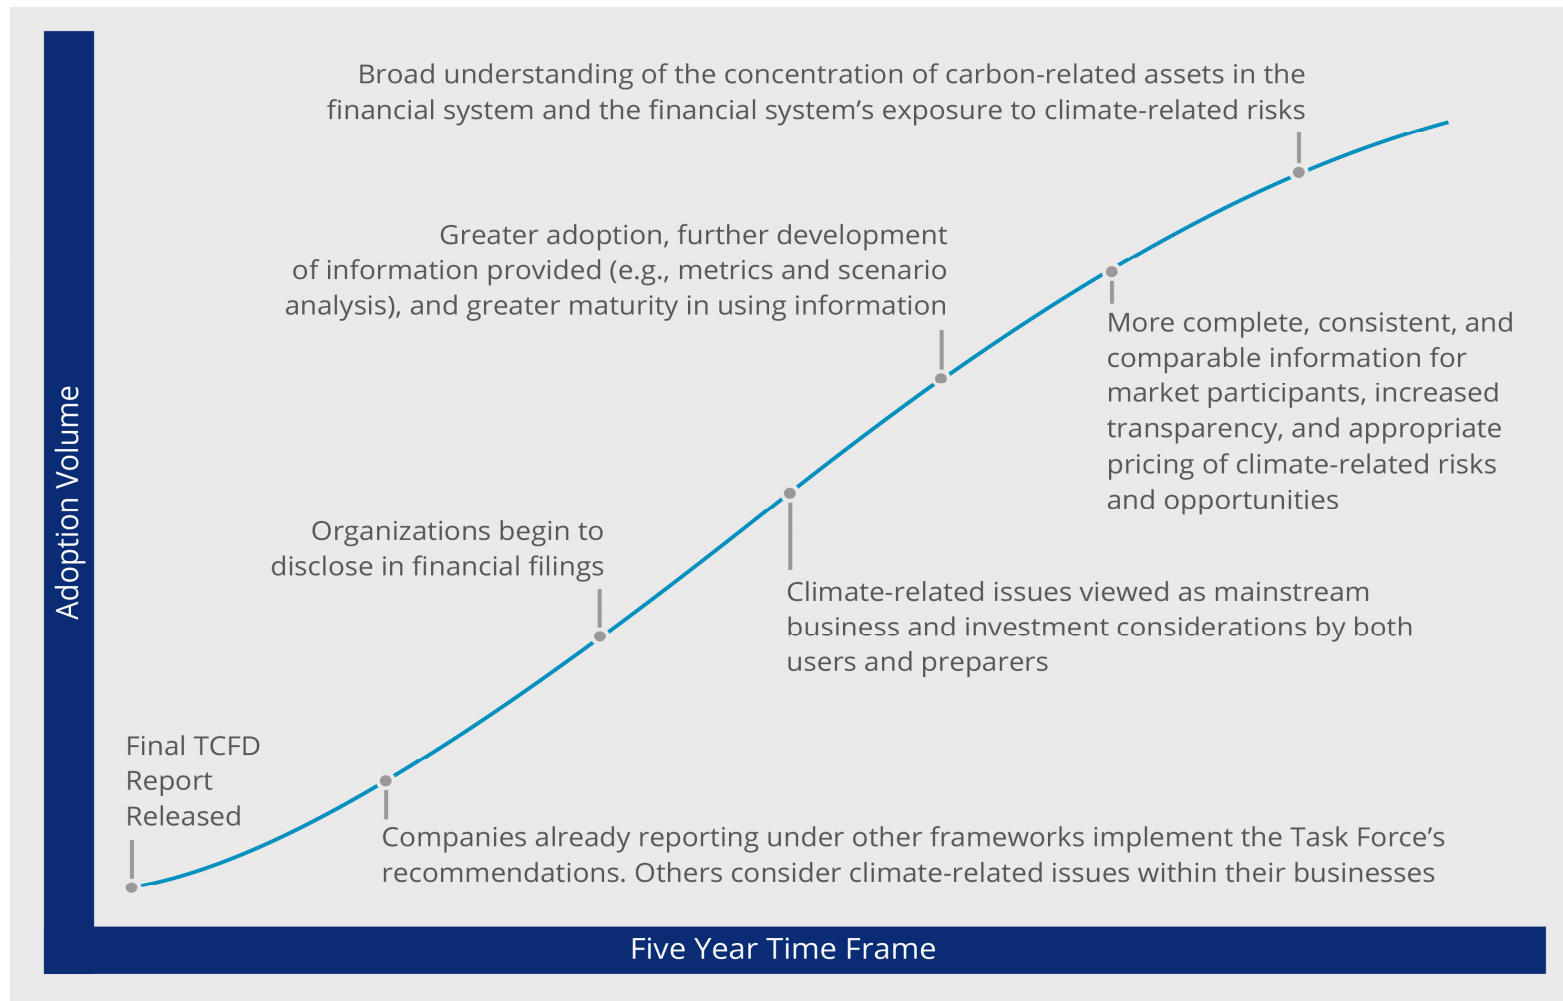 Broad understanding of the concentration of carbon-related assets in the
financial system and the financial system’s exposure to climate-related risks
Greater adoption, further development
of information provided (e.g., metrics and scenario
analysis), and greater maturity in using information
More complete, consistent, and
comparable information for
market participants, increased
transparency, and appropriate
pricing of climate-related risks
and opportunities
Organizations begin to
disclose in financial filings
Climate-related issues viewed as mainstream
business and investment considerations by both
users and preparers
Final TCFD
Report
Released
Companies already reporting under other frameworks implement the Task Force’s
recommendations. Others consider climate-related issues within their businesses
Adoption Volume
Five Year Time Frame